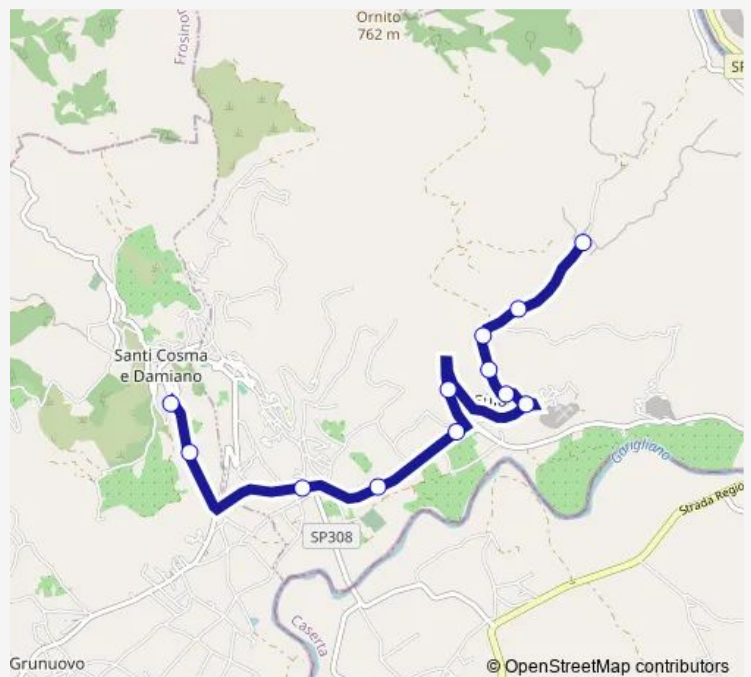 Ornito
762 m
Frosino
SP
Santi Cosma
e Damiano
Garigliano
Strada Regio
SP308
Caserta
Grunuovo
© OpenStreetMap contributors